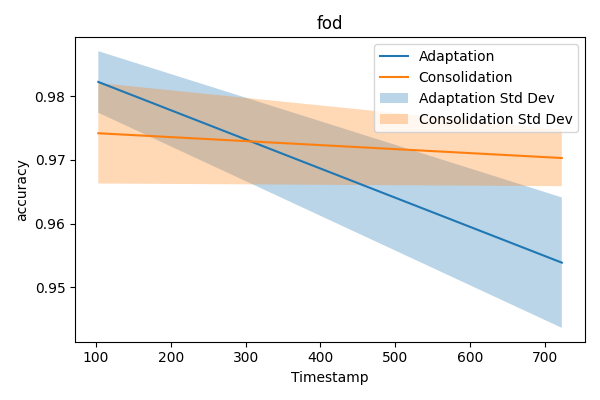 fod
Adaptation
Consolidation
Adaptation Std Dev
Consolidation Std Dev
accuracy
0.98
0.97
0.96
0.95
100 200 300 400 500 600 700
Timestamp